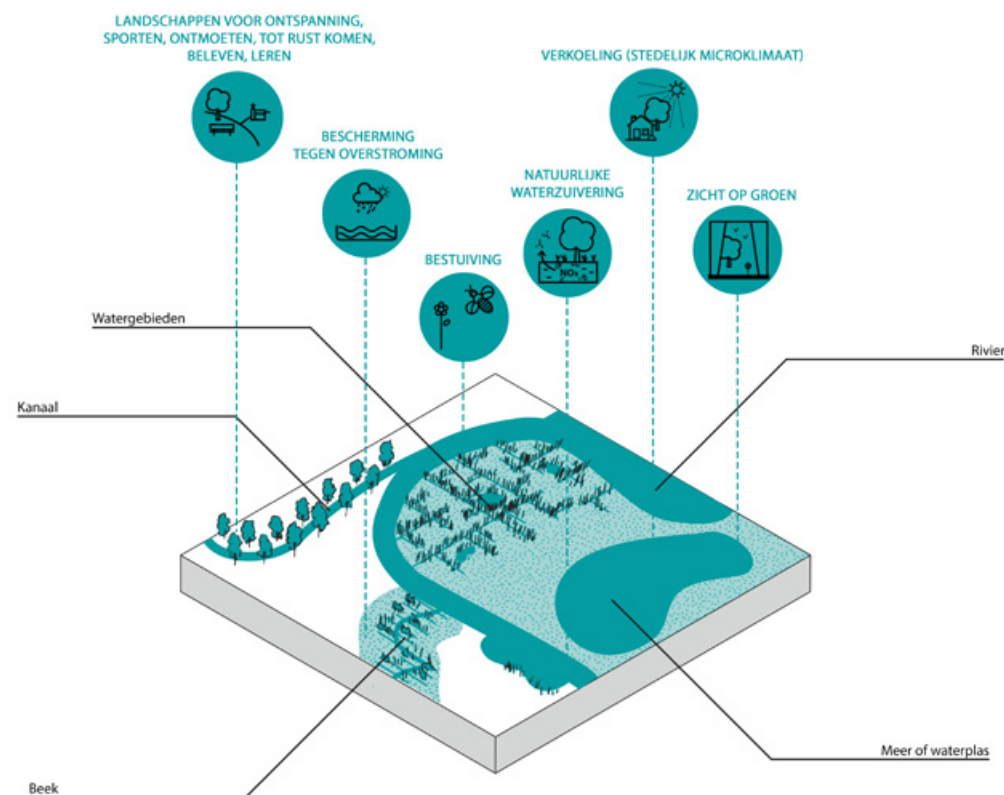 LANDSCHAPPEN VOOR ONTSPANNING,
SPORTEN, ONTMOETEN, TOT RUST KOMEN,
BELEVEN, LEREN
VERKOELING (STEDELIJK MICROKLIMAAT)
BESCHERMING
TEGEN OVERSTROMING
NATUURLIJKE
WATERZUIVERING
ZICHT OP GROEN
BESTUIVING
NOx
Watergebieden
Rivier
Kanaal
Meer of waterplas
Beek